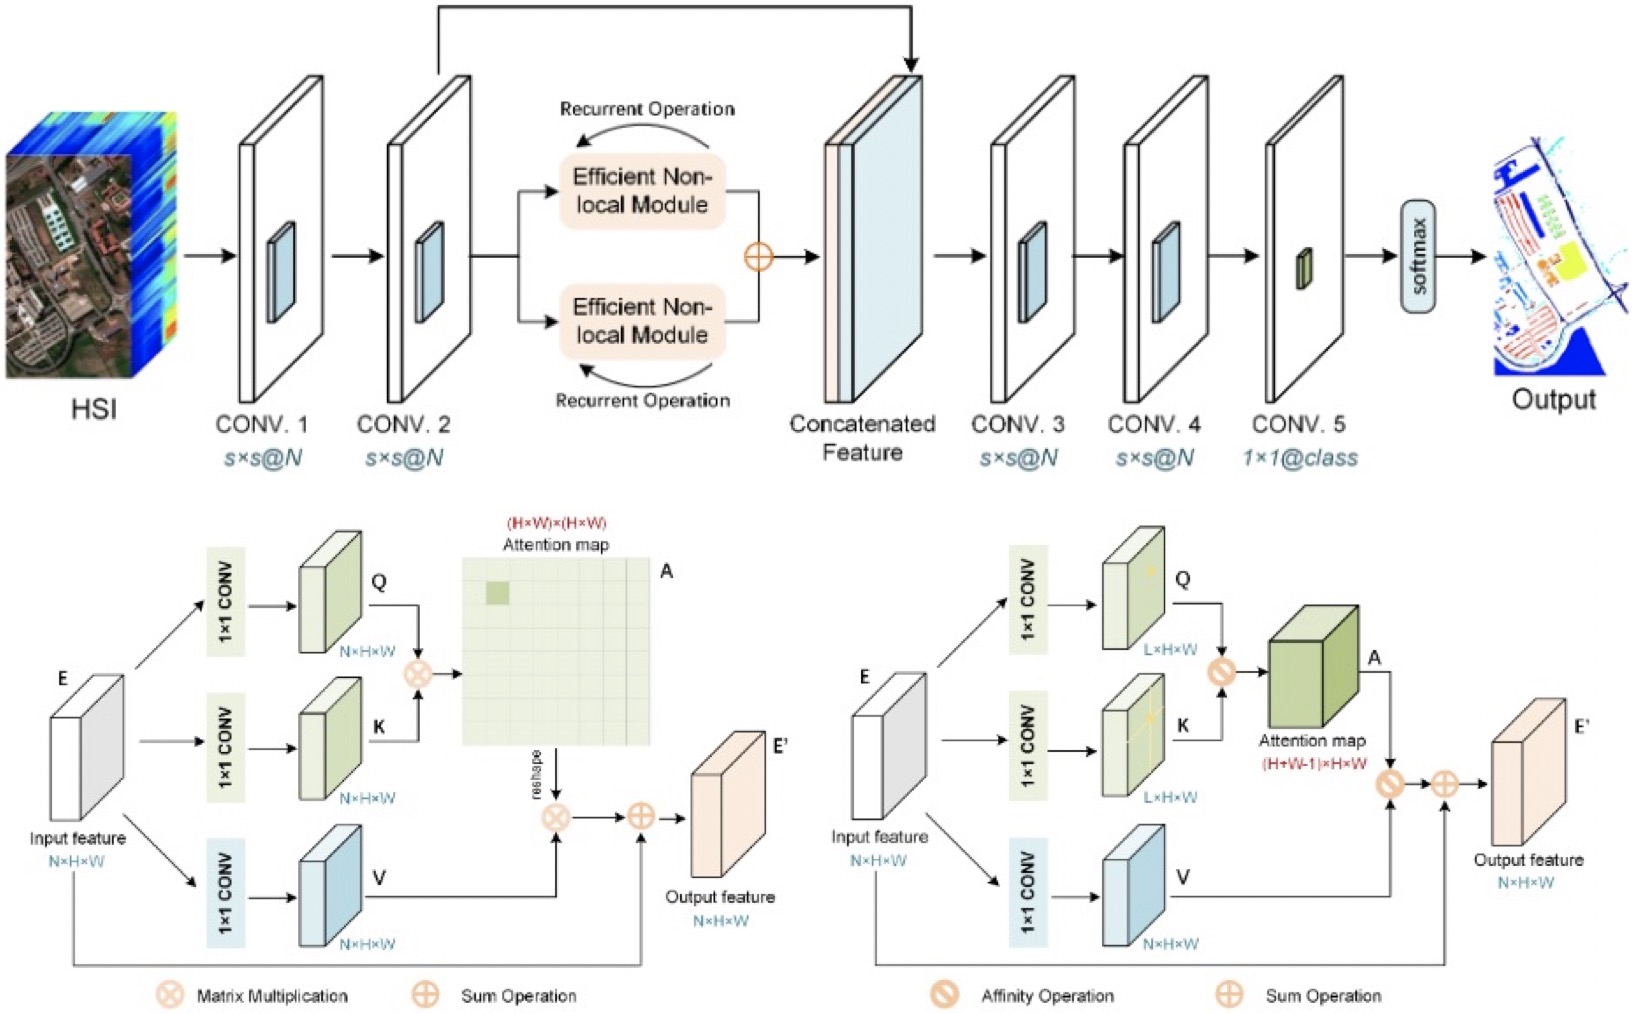 Recurrent Operation
Efficient Non-
local Module
Efficient Non-
local Module
Recurrent Operation
softmax
HSI
CONV. 1
s×s@N
CONV. 2
s×s@N
Concatenated
Feature
CONV. 3
s×s@N
CONV. 4
s×s@N
CONV. 5
1×1@class
Output
(H×W)×(H×W)
Attention map
A
1×1 CONV
Q
N×H×W
E
1×1 CONV
K
N×H×W
reshape
Input feature
N×H×W
1×1 CONV
V
N×H×W
E'
Output feature
N×H×W
Matrix Multiplication
Sum Operation
1×1 CONV
Q
L×H×W
E
1×1 CONV
K
L×H×W
A
Attention map
(H+W-1)×H×W
Input feature
N×H×W
1×1 CONV
V
N×H×W
E'
Output feature
N×H×W
Affinity Operation
Sum Operation